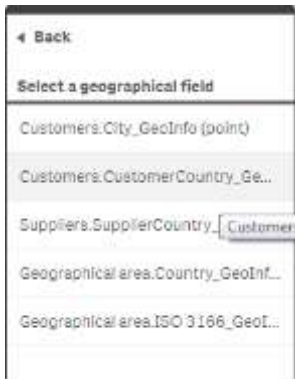 ◂ Back
Select a geographical field
Customers.City_GeoInfo (point)
Customers.CustomerCountry_Ge...
Suppliers.SupplierCountry_
Customer
Geographical area.Country_GeoInf...
Geographical area.ISO 3166_GeoI...